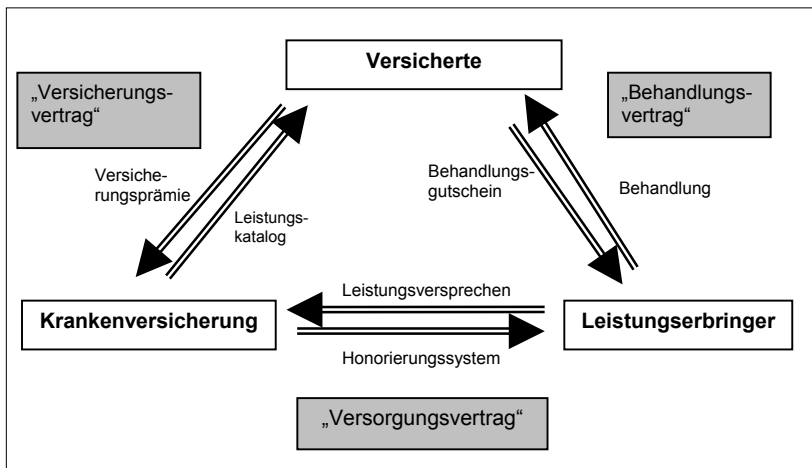 Versicherte
„Versicherungs-
vertrag“
„Behandlungs-
vertrag“
Versiche-
rungsprämie
Leistungs-
katalog
Behandlungs-
gutschein
Behandlung
Leistungsversprechen
Krankenversicherung
Leistungserbringer
Honorierungssystem
„Versorgungsvertrag“